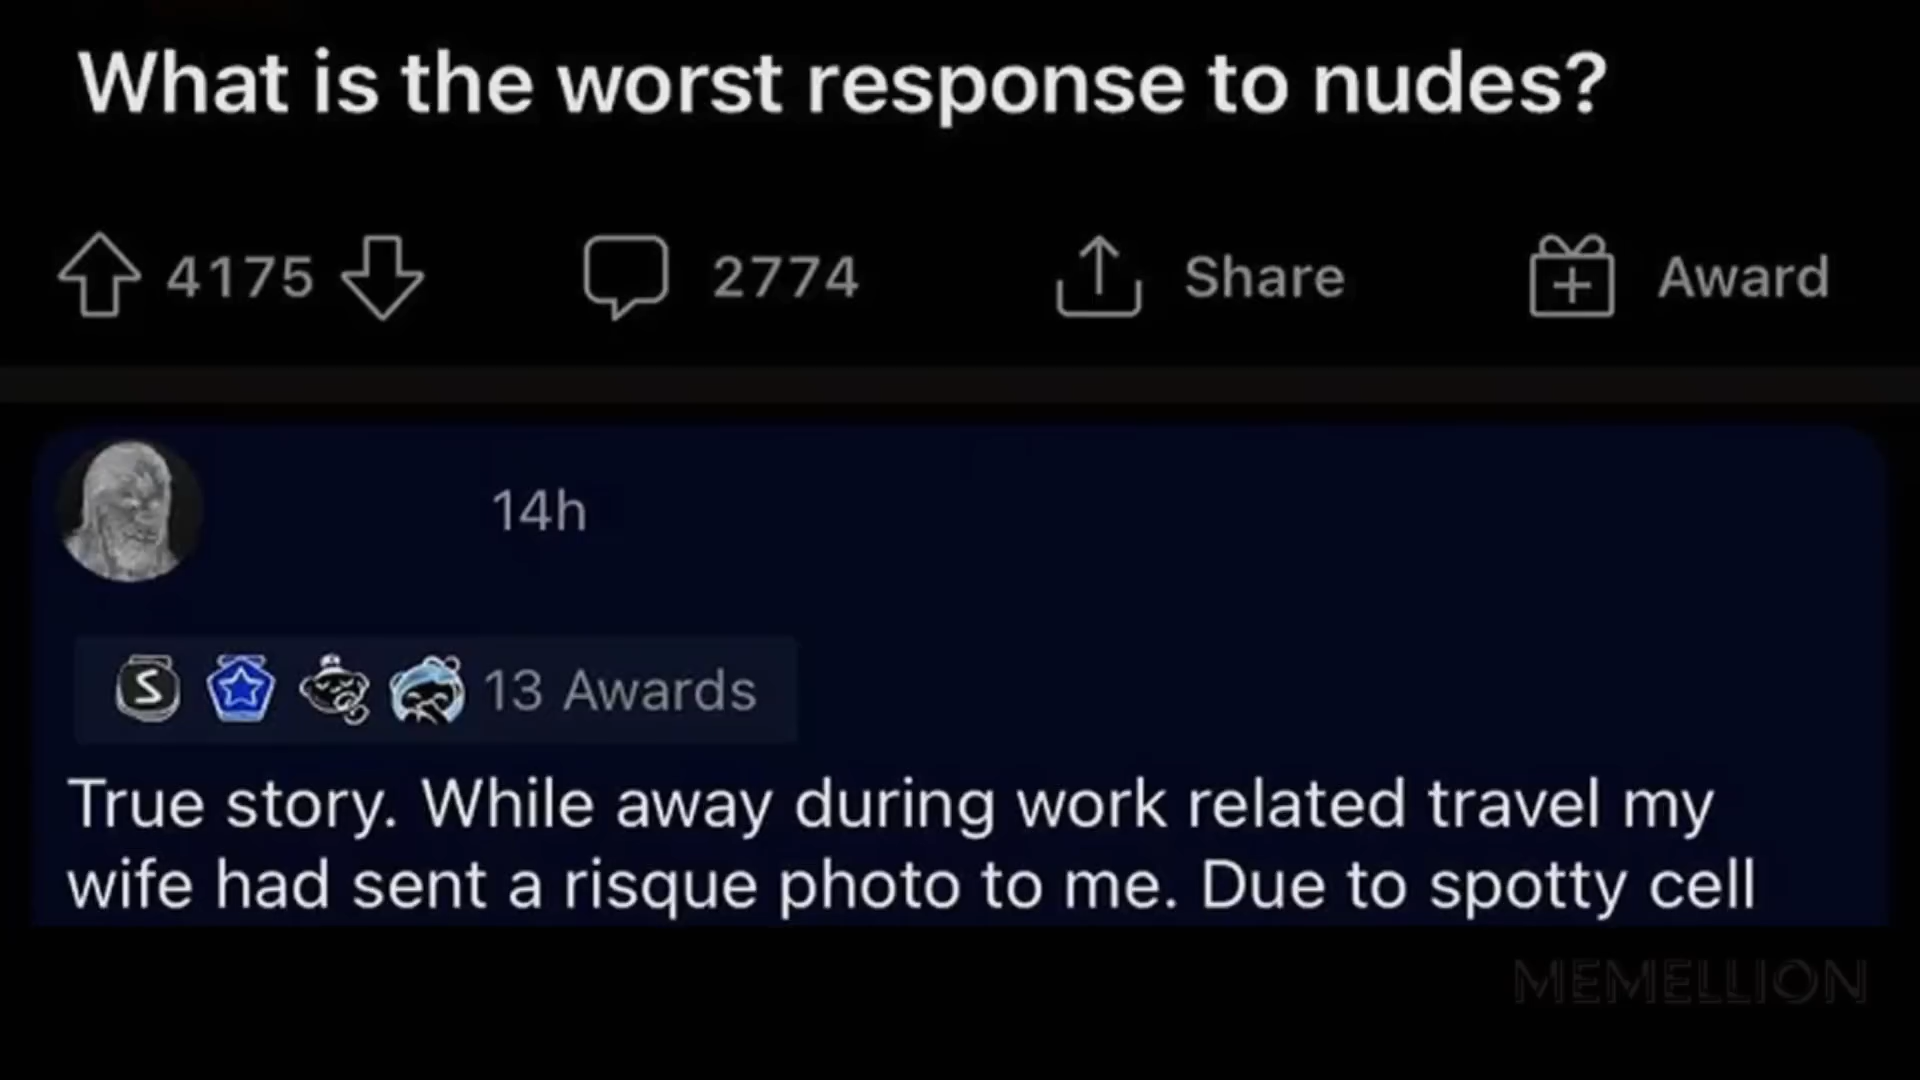 What is the worst response to nudes?
4175 2774 Share Award
14h
S 13 Awards
True story. While away during work related travel my
wife had sent a risque photo to me. Due to spotty cell
MEMELLION